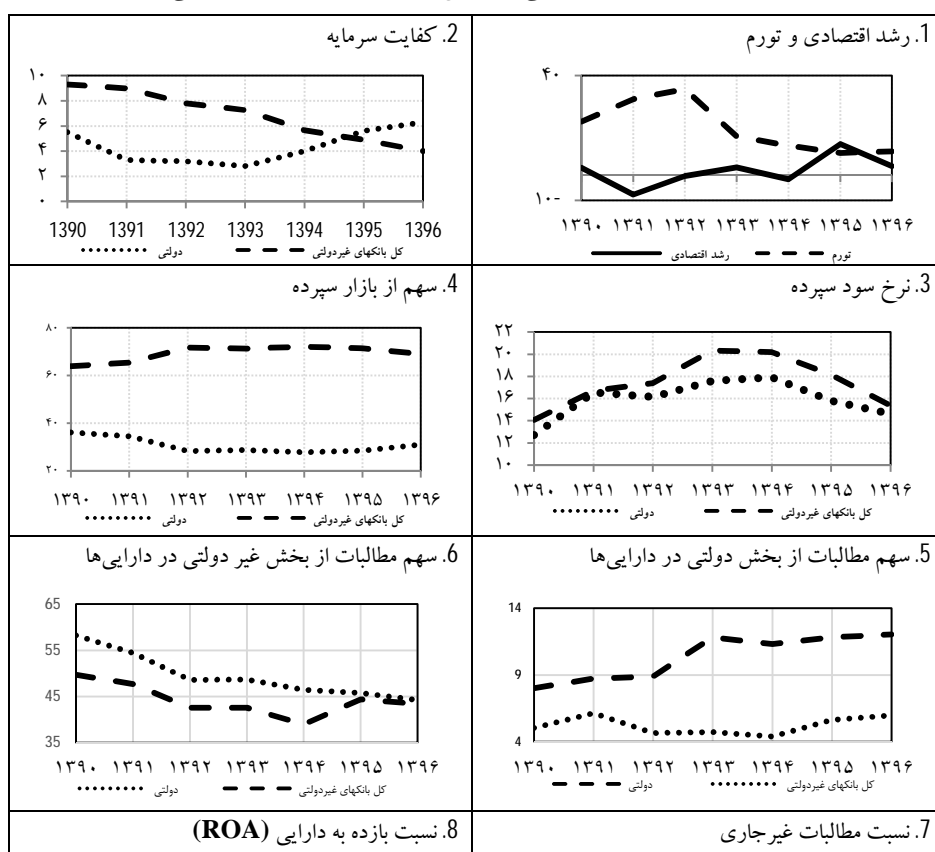 1. رشد اقتصادی و تورم
۴۰
۱۰-
۱۳۹۰ ۱۳۹۱ ۱۳۹۲ ۱۳۹۳ ۱۳۹۴ ۱۳۹۵ ۱۳۹۶
تورم رشد اقتصادی
2. کفایت سرمایه
۱۰
۸
۶
۴
۲
۰
1390 1391 1392 1393 1394 1395 1396
کل بانکهای غیردولتی دولتی
3. نرخ سود سپرده
۲۲
۲۰
۱۸
۱۶
۱۴
۱۲
۱۰
۱۳۹۰ ۱۳۹۱ ۱۳۹۲ ۱۳۹۳ ۱۳۹۴ ۱۳۹۵ ۱۳۹۶
کل بانکهای غیردولتی دولتی
4. سهم از بازار سپرده
۸۰
۶۰
۴۰
۲۰
۱۳۹۰ ۱۳۹۱ ۱۳۹۲ ۱۳۹۳ ۱۳۹۴ ۱۳۹۵ ۱۳۹۶
کل بانکهای غیردولتی دولتی
5. سهم مطالبات از بخش دولتی در دارایی‌ها
14
9
4
۱۳۹۰ ۱۳۹۱ ۱۳۹۲ ۱۳۹۳ ۱۳۹۴ ۱۳۹۵ ۱۳۹۶
کل بانکهای غیردولتی دولتی
6. سهم مطالبات از بخش غیر دولتی در دارایی‌ها
65
55
45
35
۱۳۹۰ ۱۳۹۱ ۱۳۹۲ ۱۳۹۳ ۱۳۹۴ ۱۳۹۵ ۱۳۹۶
کل بانکهای غیردولتی دولتی
7. نسبت مطالبات غیرجاری
8. نسبت بازده به دارایی (ROA)